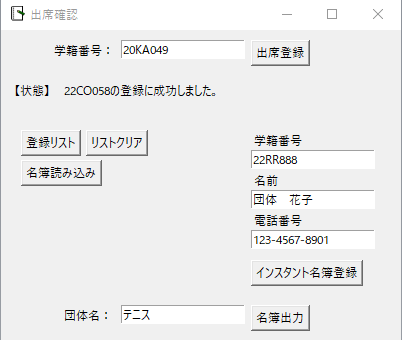 出席確認
学籍番号： 20KA049 出席登録
【状態】 22CO058の登録に成功しました。
登録リスト リストクリア
名簿読み込み
学籍番号
22RR888
名前
団体　花子
電話番号
123-4567-8901
インスタント名簿登録
団体名： テニス 名簿出力